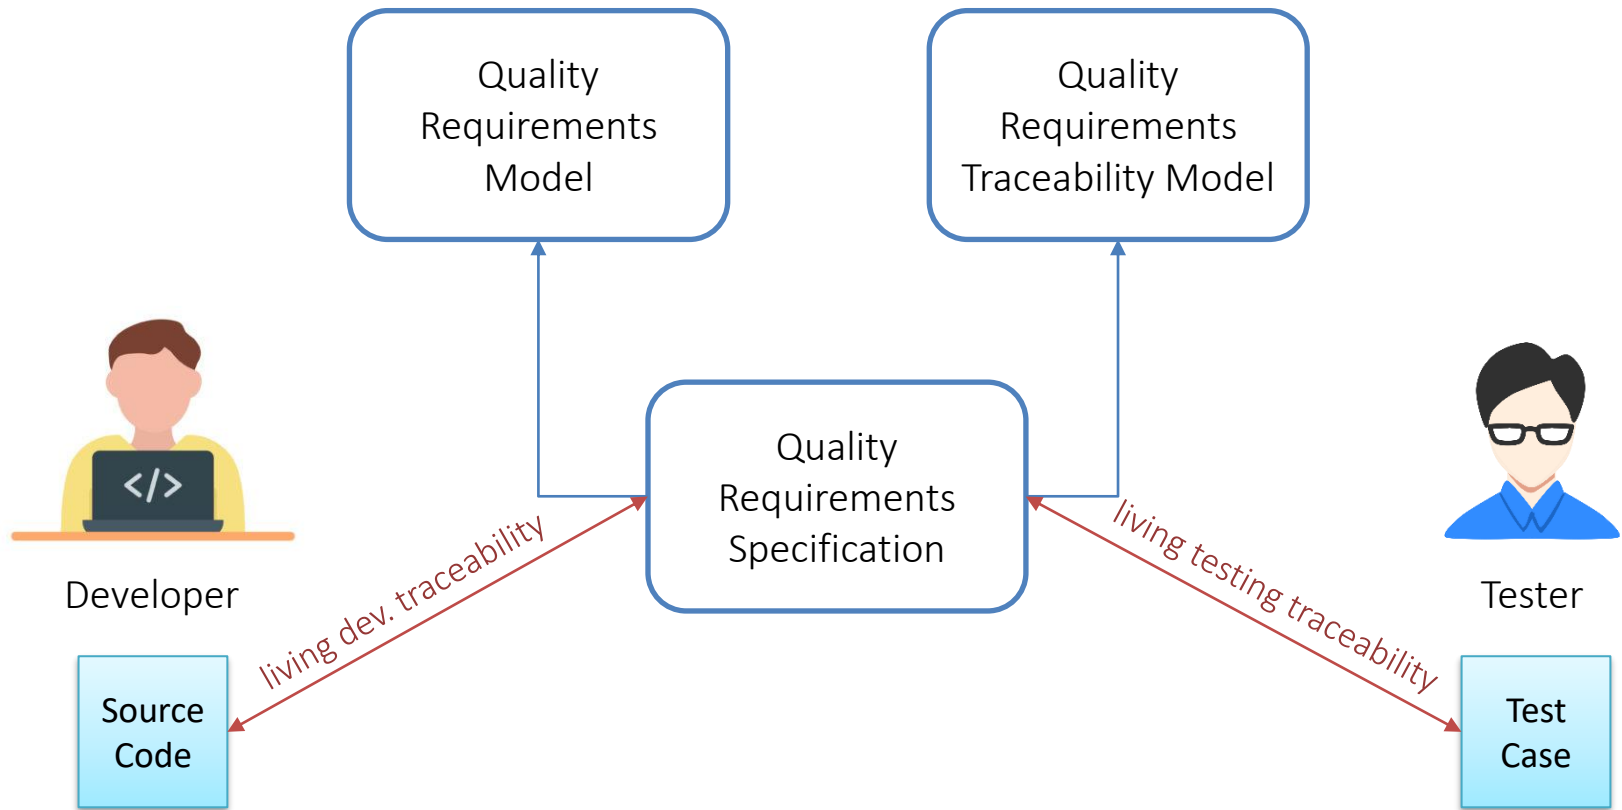 Quality
Requirements
Model
Quality
Requirements
Traceability Model
</>
Developer
Quality
Requirements
Specification
Tester
living dev. traceability
living testing traceability
Source
Code
Test
Case